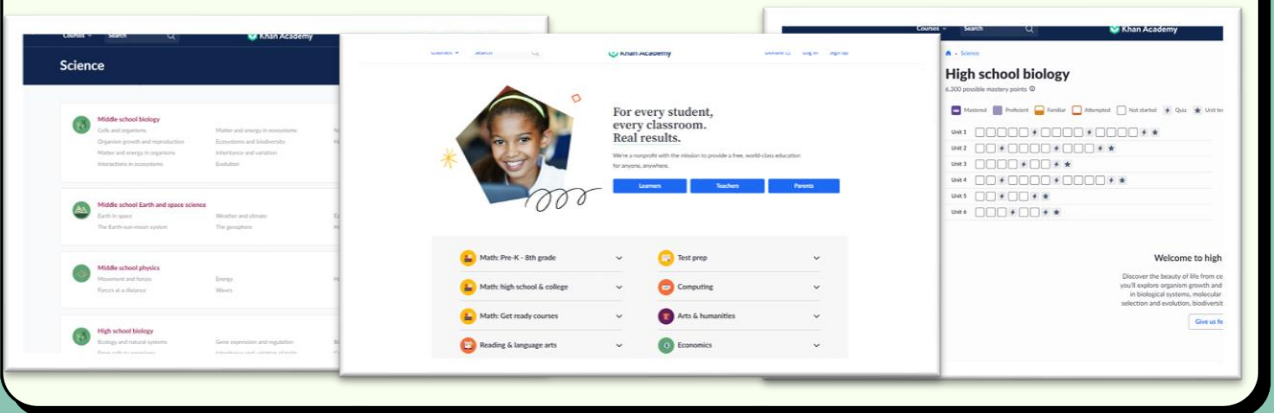 Courses
Search
Khan Academy
Science
Middle school biology
Cells and organisms
Matter and energy in ecosystems
Organism growth and reproduction
Ecosystems and biodiversity
Matter and energy in organisms
Inheritance and variation
Interactions in ecosystems
Evolution
Middle school Earth and space science
Earth in space
Weather and climate
The Earth-sun-moon system
The geosphere
Middle school physics
Movement and forces
Energy
Forces at a distance
Waves
High school biology
Ecology and natural systems
Gene expression and regulation
Courses
Search
Khan Academy
Donate
Log in
Sign up
For every student,
every classroom.
Real results.
We're a nonprofit with the mission to provide a free, world-class education
for anyone, anywhere.
Learners
Teachers
Parents
Math: Pre-K - 8th grade
Test prep
Math: high school & college
Computing
Math: Get ready courses
Arts & humanities
Reading & language arts
Economics
Courses
Search
Khan Academy
Science
High school biology
6,300 possible mastery points
Mastered Proficient Familiar Attempted Not started Quiz Unit
Unit 1
Unit 2
Unit 3
Unit 4
Unit 5
Unit 6
Welcome to high
Discover the beauty of life from
you'll explore organism growth and
in biological systems, molecular
selection and evolution,
Give us